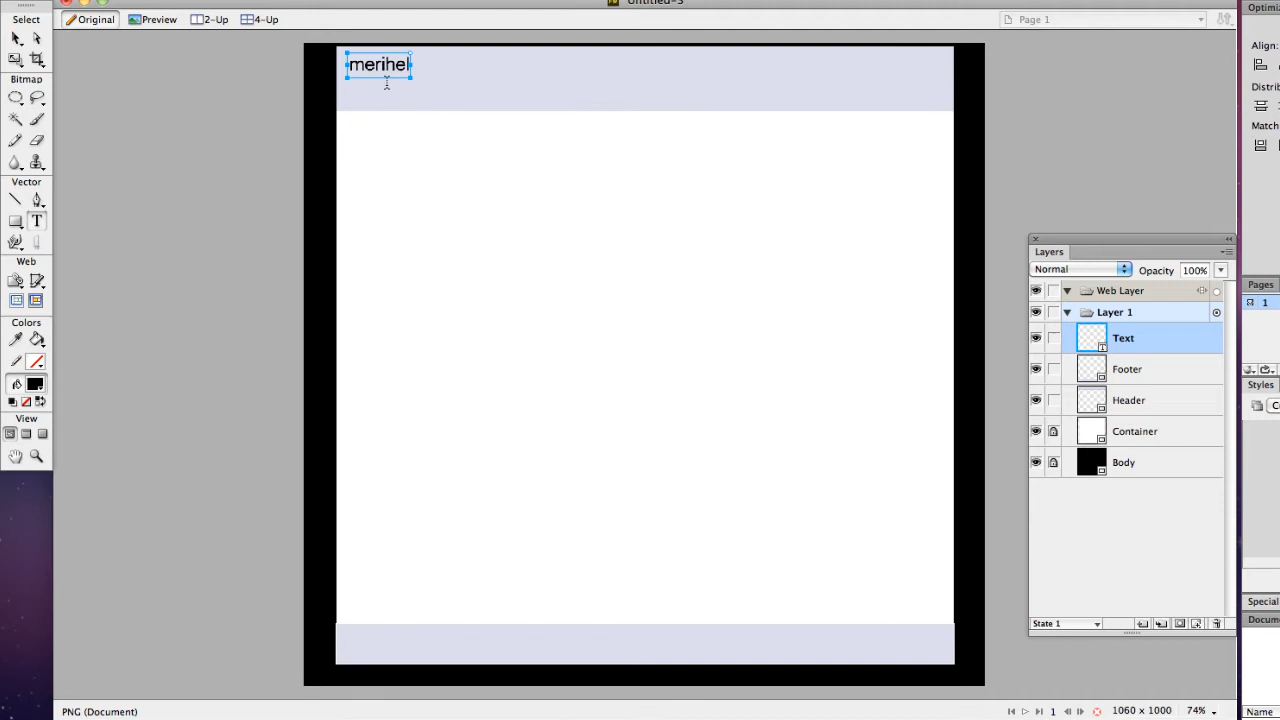 Untitled-3
Select
Original
Preview
2-Up
4-Up
Page 1
Optimiz
Align:
Distrib
Match
merihel
Bitmap
Vector
T
Web
Colors
View
Layers
Normal
Opacity
100%
Web Layer
Layer 1
Text
Footer
Header
Container
Body
State 1
Pages
1
Styles
C
Special
Docume
Name
PNG (Document)
1
1060 x 1000
74%